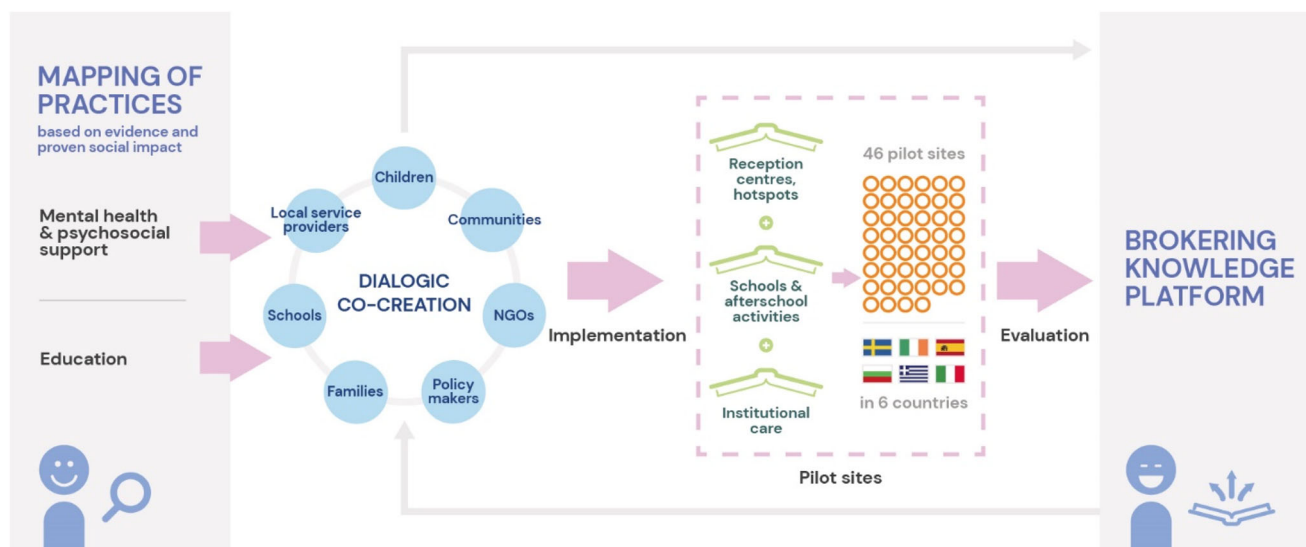 MAPPING OF
PRACTICES
based on evidence and
proven social impact
Mental health
& psychosocial
support
Education
Children
Local service
providers
Communities
DIALOGIC
CO-CREATION
Schools
NGOs
Families
Policy
makers
Implementation
Reception
centres,
hotspots
Schools &
afterschool
activities
Institutional
care
46 pilot sites
in 6 countries
Pilot sites
Evaluation
BROKERING
KNOWLEDGE
PLATFORM